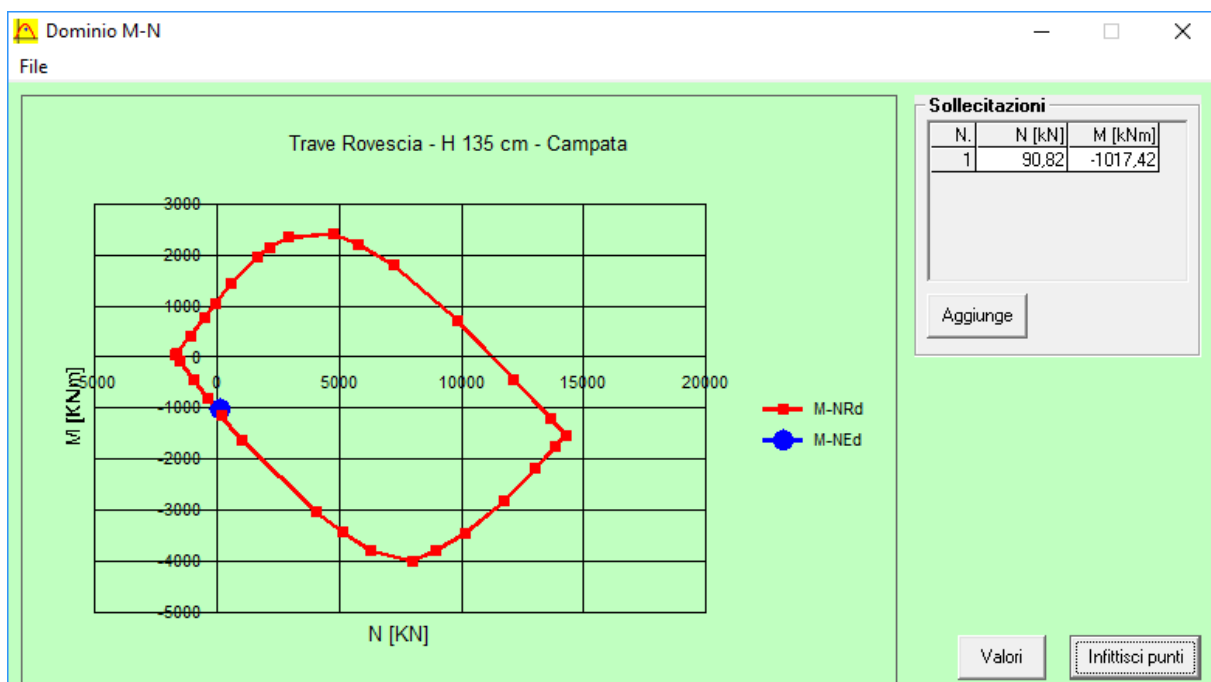 Dominio M-N
File
Trave Rovescia - H 135 cm - Campata
3000
2000
1000
0
-1000
-2000
-3000
-4000
-5000
5000 0 5000 10000 15000 20000
M [KNm]
N [KN]
M-NRd
M-NEd
Sollecitazioni
N. N [kN] M [kNm]
1 90,82 -1017,42
Aggiunge
Valori
Infittisci punti